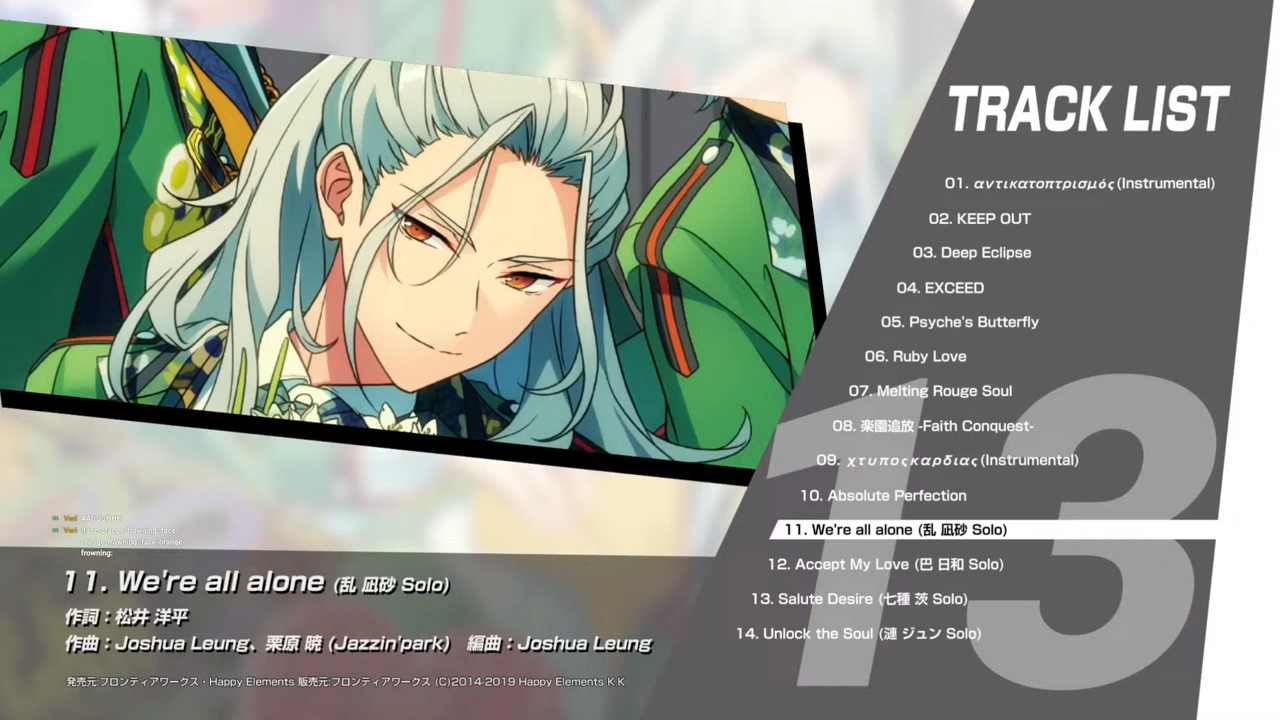 TRACK LIST
01. αντικατοπτρισμός(Instrumental)
02. KEEP OUT
03. Deep Eclipse
04. EXCEED
05. Psyche's Butterfly
06. Ruby Love
07. Melting Rouge Soul
08. 楽園追放 -Faith Conquest-
09. χτυποςκαρδιας(Instrumental)
10. Absolute Perfection
11. We're all alone (乱 凪砂 Solo)
12. Accept My Love (巴 日和 Solo)
13. Salute Desire (七種 茨 Solo)
14. Unlock the Soul (漣 ジュン Solo)
13
frowning:
11. We're all alone (乱 凪砂 Solo)
作詞：松井 洋平
作曲：Joshua Leung、栗原 暁 (Jazzin'park) 編曲：Joshua Leung
発売元:フロンティアワークス・Happy Elements 販売元:フロンティアワークス (C)2014-2019 Happy Elements K.K